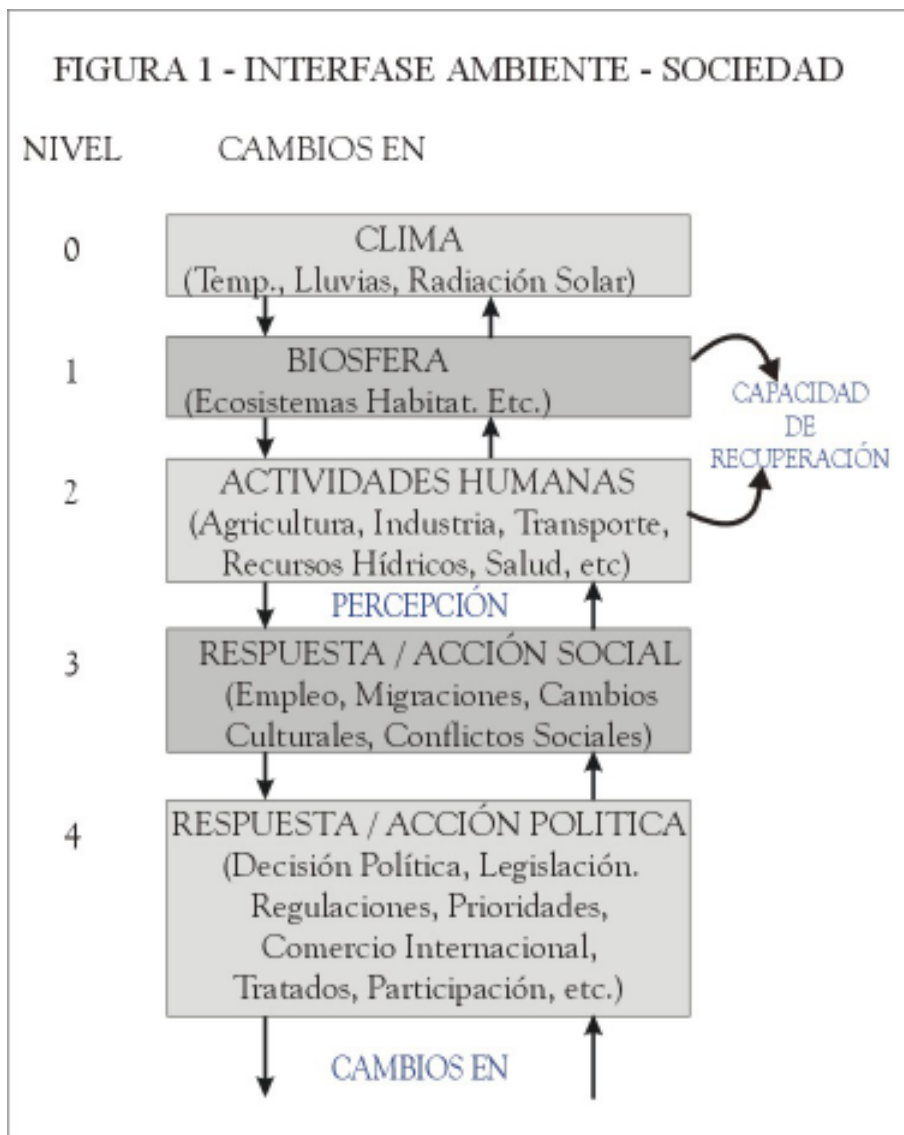 FIGURA 1 - INTERFASE AMBIENTE - SOCIEDAD
NIVEL CAMBIOS EN
0
CLIMA
(Temp., Lluvias, Radiación Solar)
1
BIOSFERA
(Ecosistemas Habitat. Etc.)
CAPACIDAD
DE
RECUPERACIÓN
2
ACTIVIDADES HUMANAS
(Agricultura, Industria, Transporte,
Recursos Hídricos, Salud, etc)
PERCEPCIÓN
3
RESPUESTA / ACCIÓN SOCIAL
(Empleo, Migraciones, Cambios
Culturales, Conflictos Sociales)
4
RESPUESTA / ACCIÓN POLITICA
(Decisión Política, Legislación.
Regulaciones, Prioridades,
Comercio Internacional,
Tratados, Participación, etc.)
CAMBIOS EN